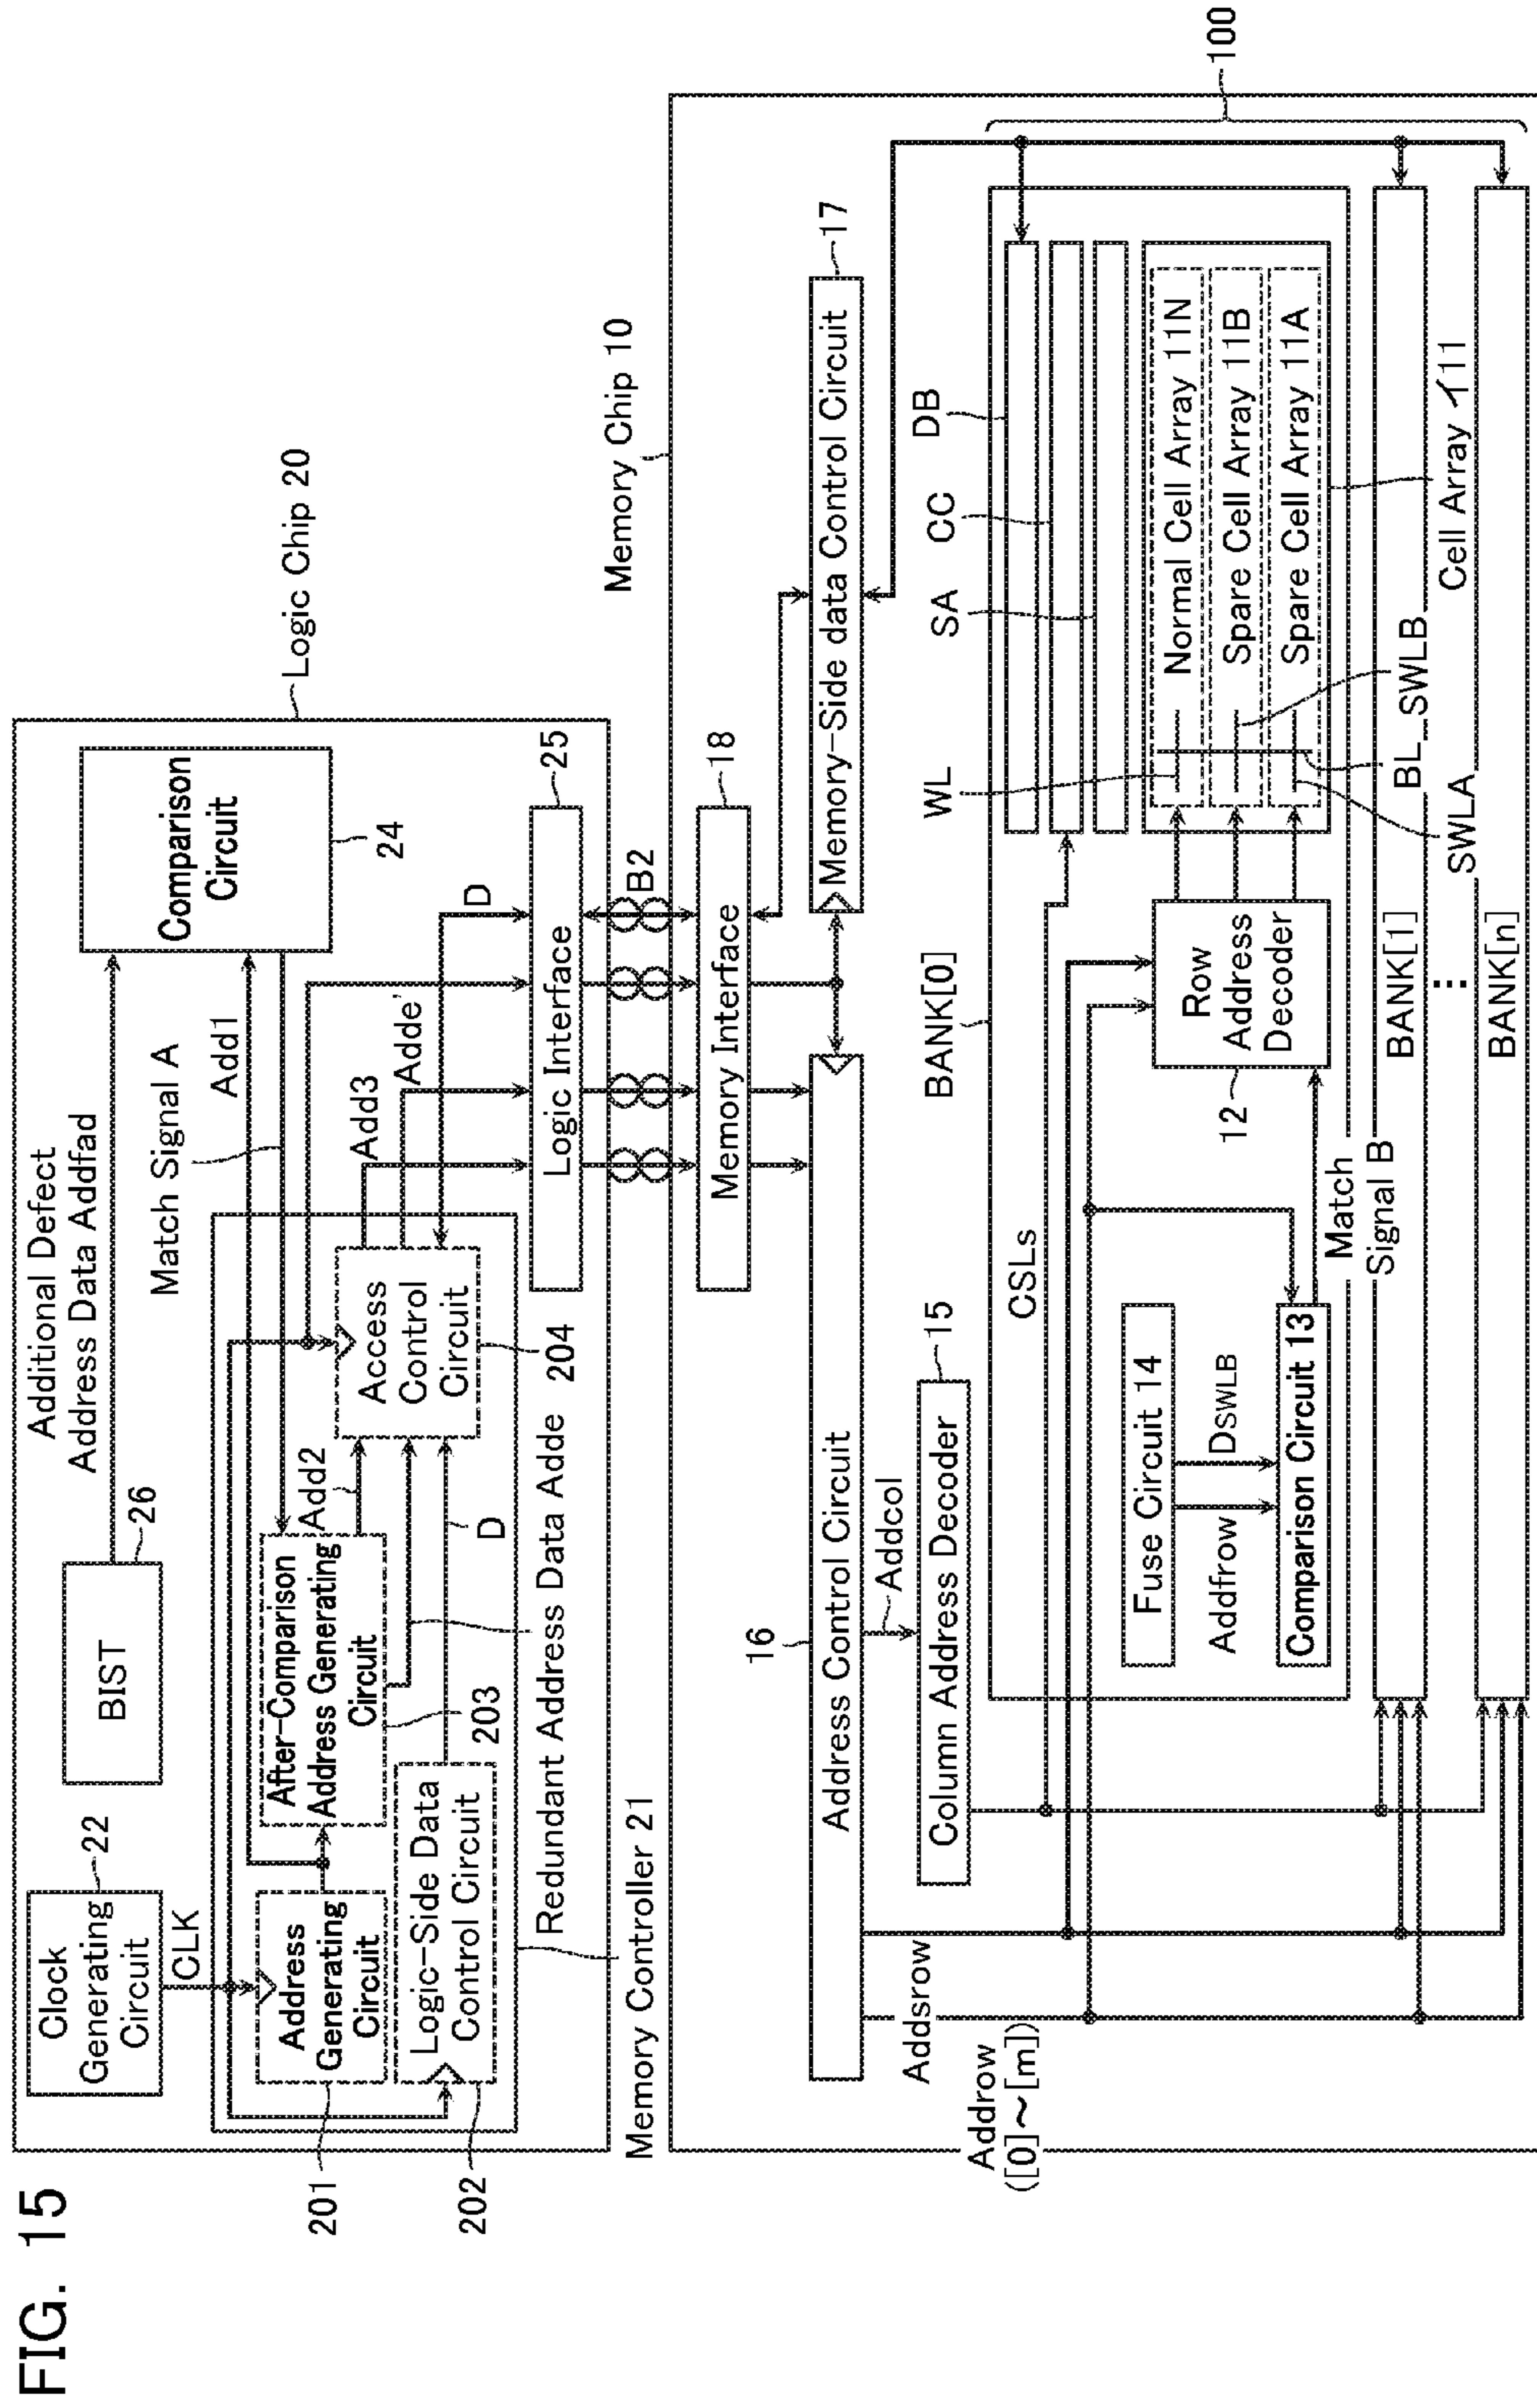 FIG. 15
Logic Chip 20
Clock
Generating
Circuit
22
CLK
BIST
26
Additional Defect
Address Data Addfad
Match Signal A
Add1
Comparison
Circuit
24
Address
Generating
Circuit
201
Logic-Side Data
Control Circuit
202
After-Comparison
Address Generating
Circuit
203
Add2
D
Access
Control
Circuit
204
Add3
Adde'
D
Redundant Address Data Adde
Memory Controller 21
Logic Interface
25
B2
Memory Chip 10
Memory Interface
18
Memory-Side data Control Circuit
17
Address Control Circuit
16
Addcol
Column Address Decoder
15
Addsrow
Addrow
([0]~[m])
CSLs
BANK[0]
WL
SA
CC
DB
100
Fuse Circuit 14
Addfrow
DSWLB
Comparison Circuit 13
Match
Signal B
Row
Address
Decoder
12
Normal Cell Array 11N
Spare Cell Array 11B
Spare Cell Array 11A
BL
SWLB
SWLA
Cell Array イ11
BANK[1]
⋮
BANK[n]